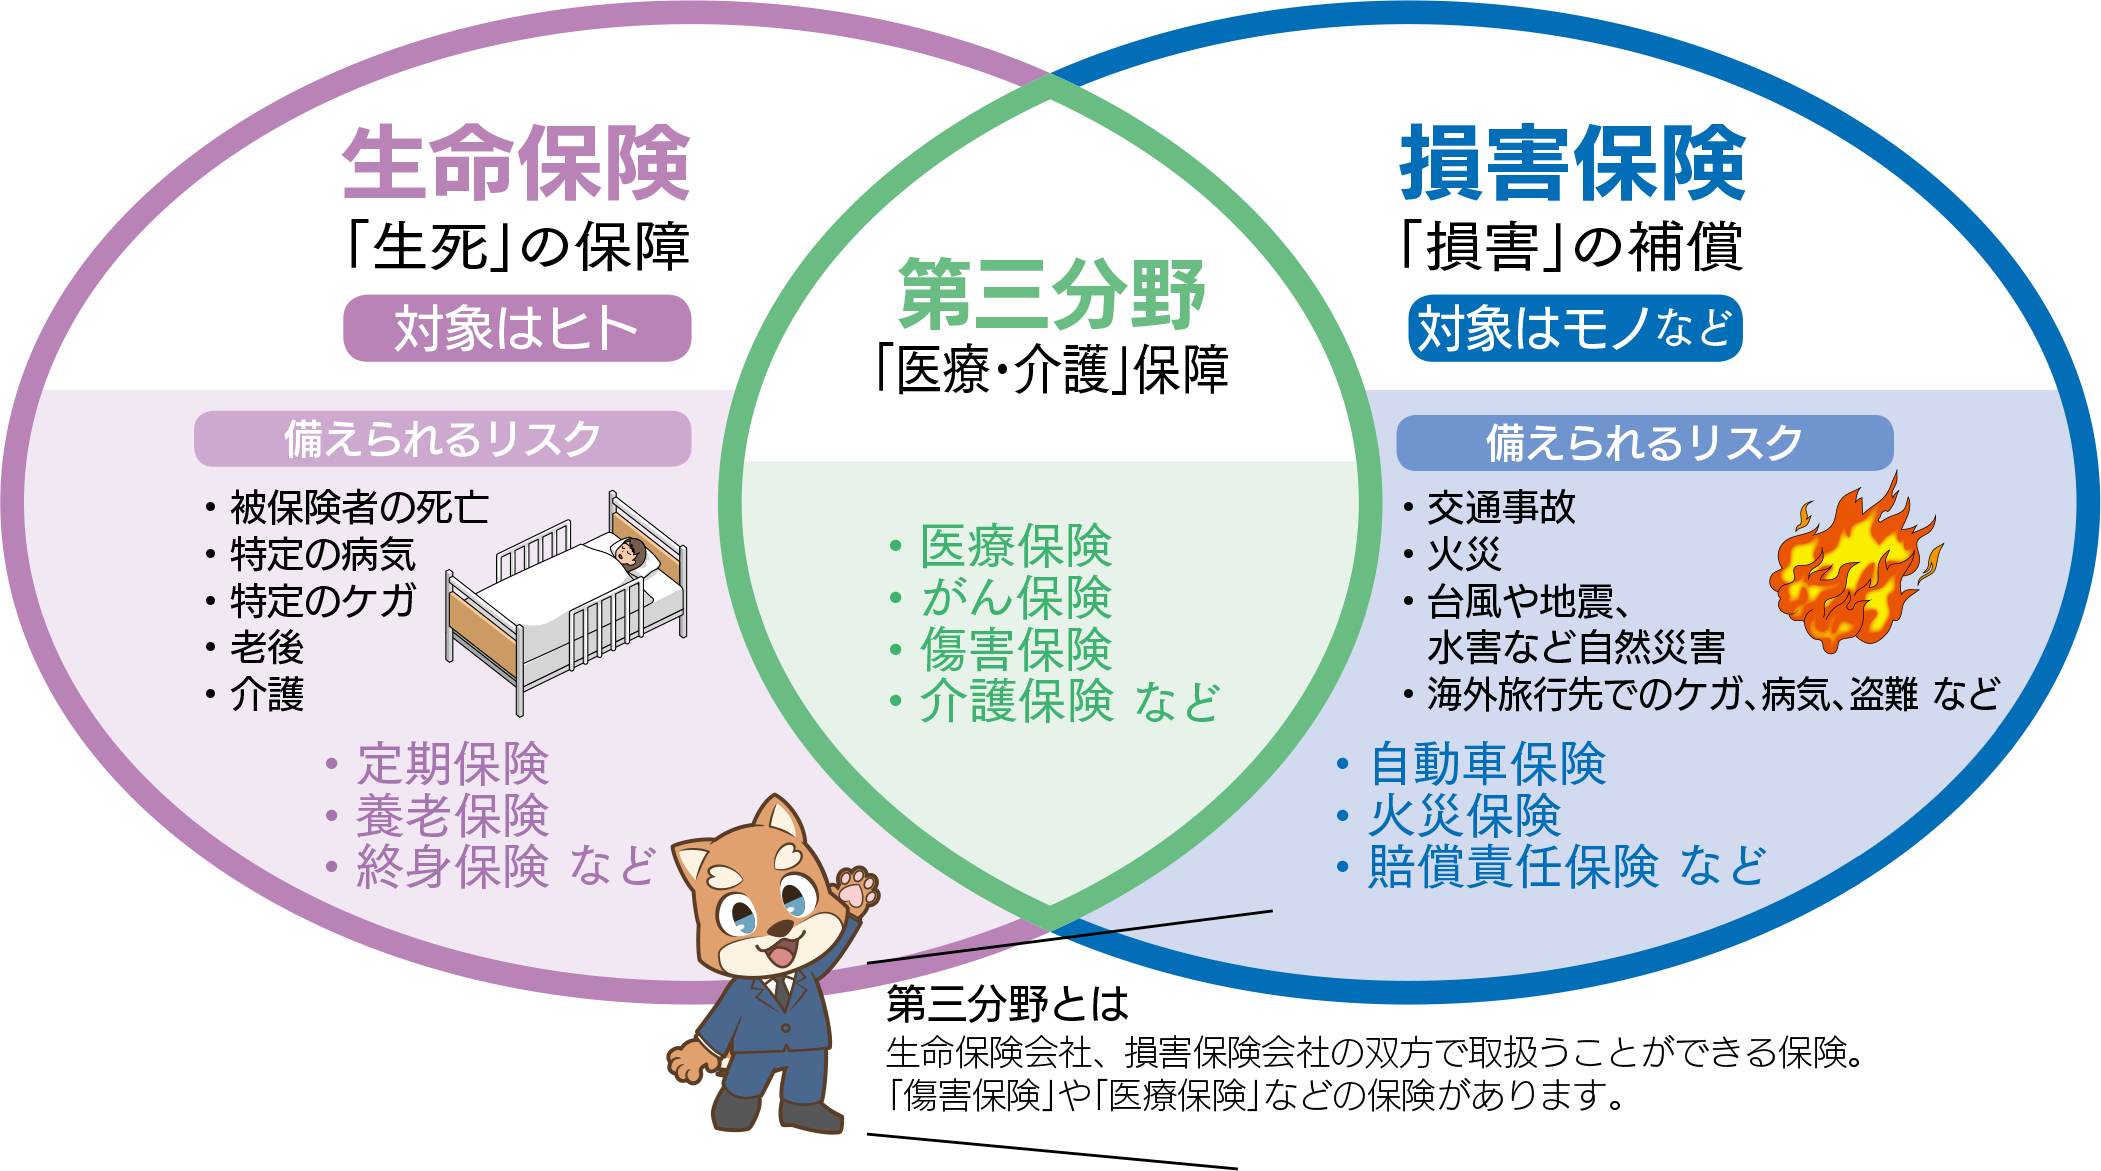 生命保険
「生死」の保障
対象はヒト
備えられるリスク
・被保険者の死亡
・特定の病気
・特定のケガ
・老後
・介護
・定期保険
・養老保険
・終身保険 など
第三分野
「医療・介護」保障
・医療保険
・がん保険
・傷害保険
・介護保険 など
損害保険
「損害」の補償
対象はモノなど
備えられるリスク
・交通事故
・火災
・台風や地震、
水害など自然災害
・海外旅行先でのケガ、病気、盗難 など
・自動車保険
・火災保険
・賠償責任保険 など
第三分野とは
生命保険会社、損害保険会社の双方で取扱うことができる保険。
「傷害保険」や「医療保険」などの保険があります。